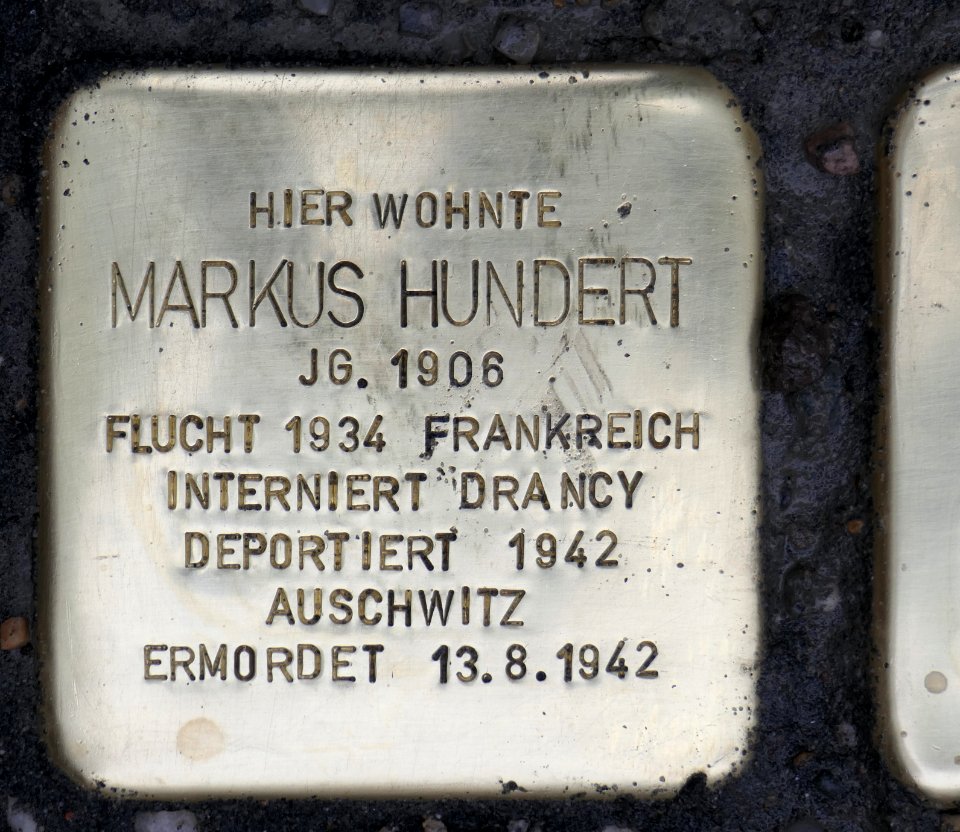 HIER WOHNTE
MARKUS HUNDERT
JG. 1906
FLUCHT 1934 FRANKREICH
INTERNIERT DRANCY
DEPORTIERT 1942
AUSCHWITZ
ERMORDET 13.8.1942